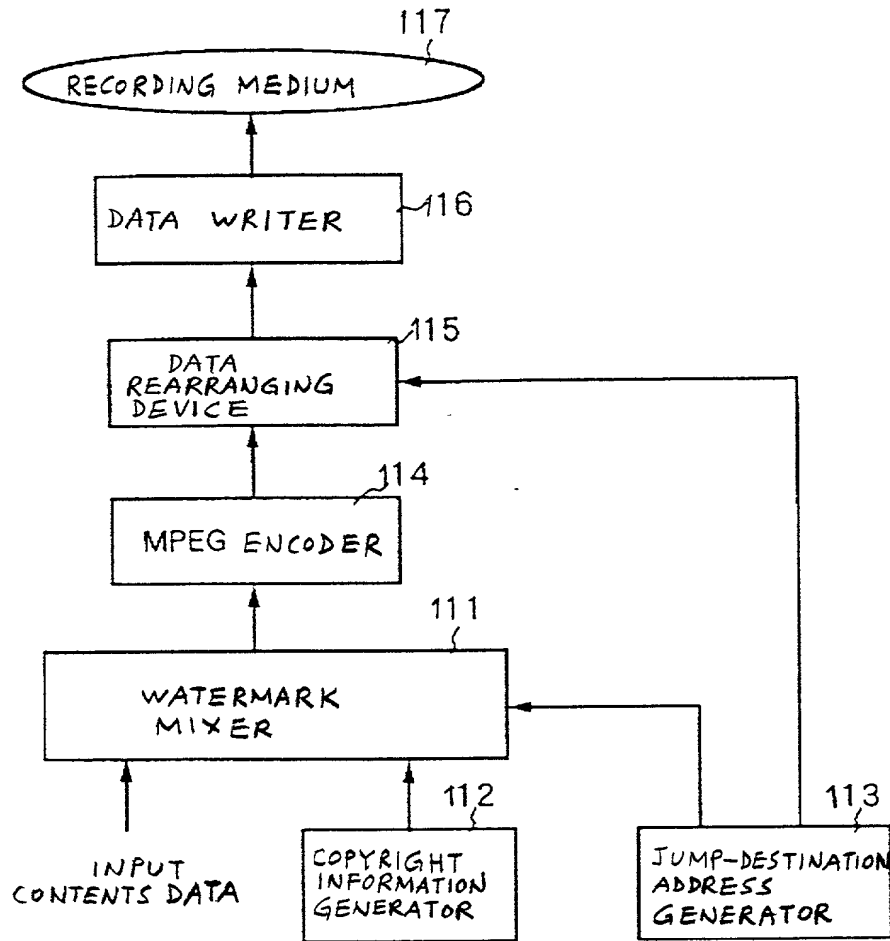 117
RECORDING MEDIUM
DATA WRITER
116
115
DATA
REARRANGING
DEVICE
114
MPEG ENCODER
111
WATERMARK
MIXER
112
113
INPUT
CONTENTS DATA
COPYRIGHT
INFORMATION
GENERATOR
JUMP-DESTINATION
ADDRESS
GENERATOR